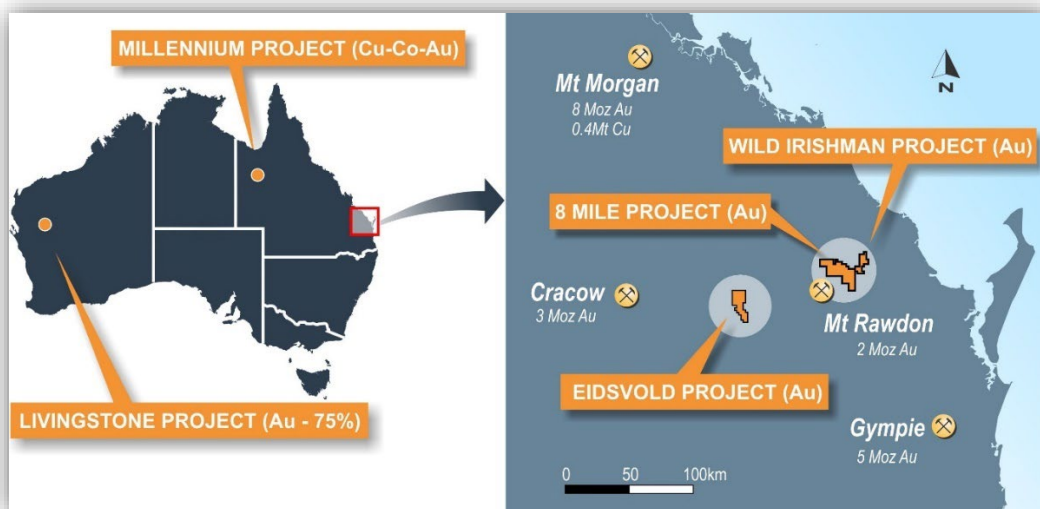 MILLENNIUM PROJECT (Cu-Co-Au)
LIVINGSTONE PROJECT (Au - 75%)
Mt Morgan
8 Moz Au
0.4Mt Cu
N
WILD IRISHMAN PROJECT (Au)
8 MILE PROJECT (Au)
Cracow
3 Moz Au
Mt Rawdon
2 Moz Au
EIDSVOLD PROJECT (Au)
Gympie
5 Moz Au
0 50 100km